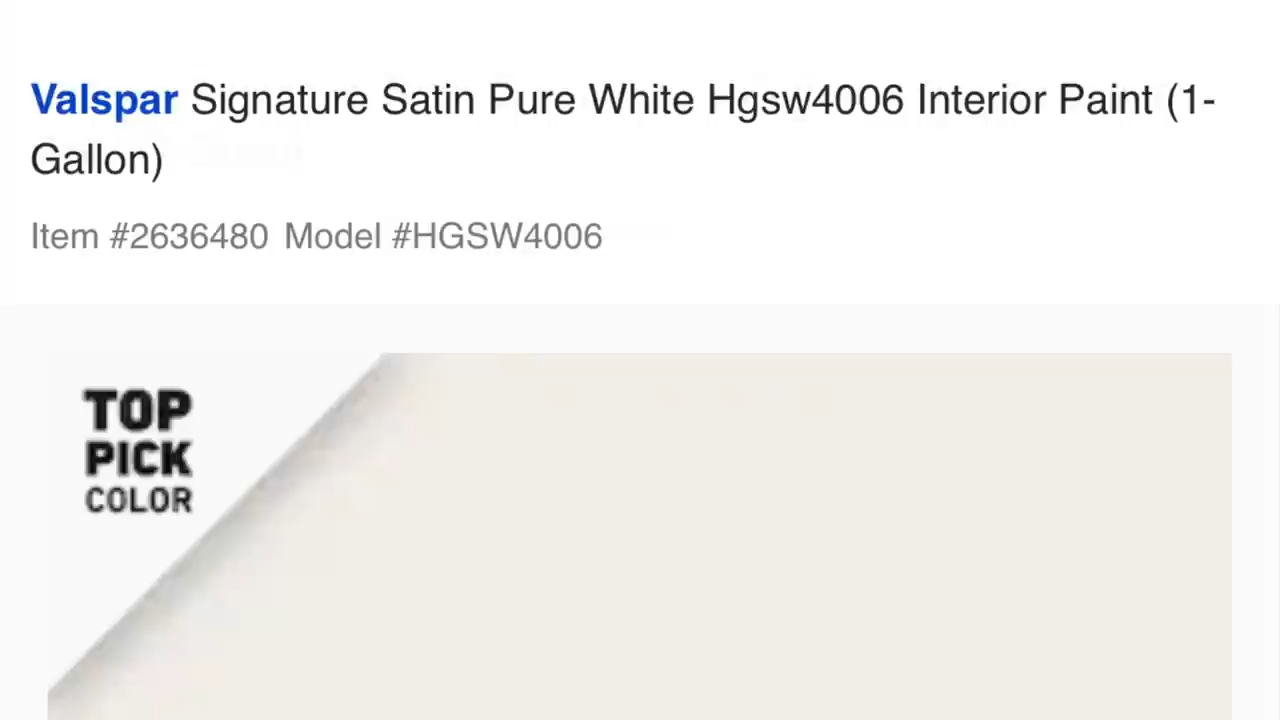 Valspar Signature Satin Pure White Hgsw4006 Interior Paint (1-
Gallon)
Item #2636480 Model #HGSW4006
TOP
PICK
COLOR